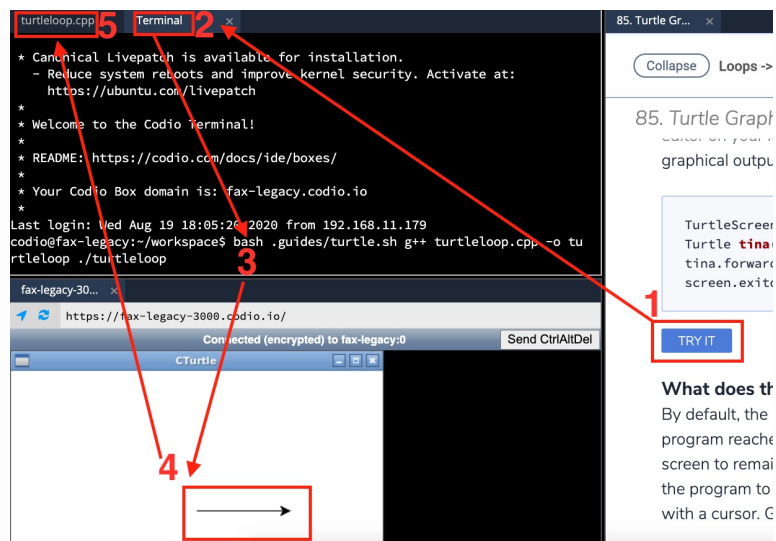 turtleloop.cpp
5
Terminal
2
×
* Canonical Livepatch is available for installation.
- Reduce system reboots and improve kernel security. Activate at:
https://ubuntu.com/livepatch
*
* Welcome to the Codio Terminal!
*
* README: https://codio.com/docs/ide/boxes/
*
* Your Codio Box domain is: fax-legacy.codio.io
*
Last login: Wed Aug 19 18:05:20 2020 from 192.168.11.179
codio@fax-legacy:~/workspace$ bash .guides/turtle.sh g++ turtleloop.cpp -o tu
rtleloop ./turtleloop
3
fax-legacy-30... ×
https://fax-legacy-3000.codio.io/
Connected (encrypted) to fax-legacy:0
Send CtrlAltDel
CTurtle
4
85. Turtle Gr... ×
Collapse
Loops ->
85. Turtle Graph
graphical outpu
TurtleScreen
Turtle tina(
tina.forward
screen.exito
1
TRY IT
What does th
By default, the
program reache
screen to remai
the program to
with a cursor. G